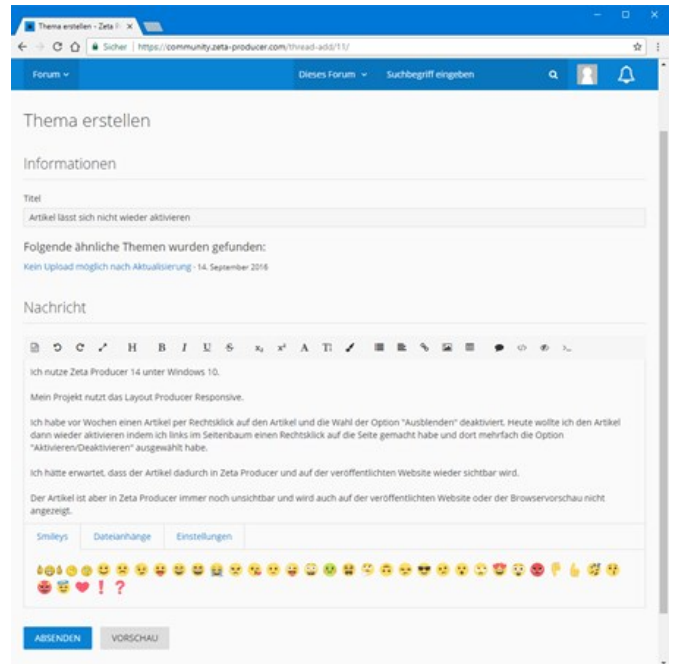 Thema erstellen - Zeta P
Sicher | https://community.zeta-producer.com/thread-add/11/
Forum Dieses Forum Suchbegriff eingeben
Thema erstellen
Informationen
Titel
Artikel lässt sich nicht wieder aktivieren
Folgende ähnliche Themen wurden gefunden:
Kein Upload möglich nach Aktualisierung - 14. September 2016
Nachricht
H B I U S x₂ x² A TI
Ich nutze Zeta Producer 14 unter Windows 10.
Mein Projekt nutzt das Layout Producer Responsive.
Ich habe vor Wochen einen Artikel per Rechtsklick auf den Artikel und die Wahl der Option "Ausblenden" deaktiviert. Heute wollte ich den Artikel
dann wieder aktivieren indem ich links im Seitenbaum einen Rechtsklick auf die Seite gemacht habe und dort mehrfach die Option
"Aktivieren/Deaktivieren" ausgewählt habe.
Ich hätte erwartet, dass der Artikel dadurch in Zeta Producer und auf der veröffentlichten Website wieder sichtbar wird.
Der Artikel ist aber in Zeta Producer immer noch unsichtbar und wird auch auf der veröffentlichten Website oder der Browservorschau nicht
angezeigt.
Smileys Dateianhänge Einstellungen
ABSENDEN VORSCHAU